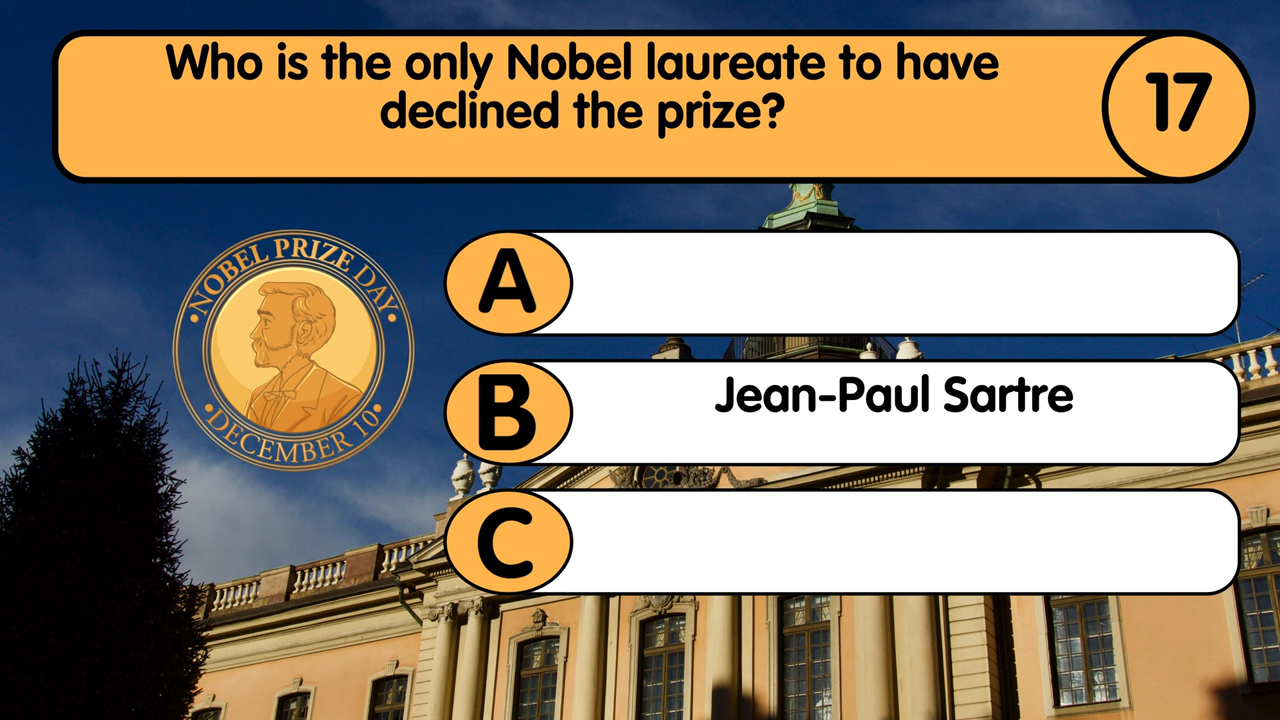 Who is the only Nobel laureate to have
declined the prize?
17
NOBEL PRIZE DAY
DECEMBER 10
A
B
Jean-Paul Sartre
C